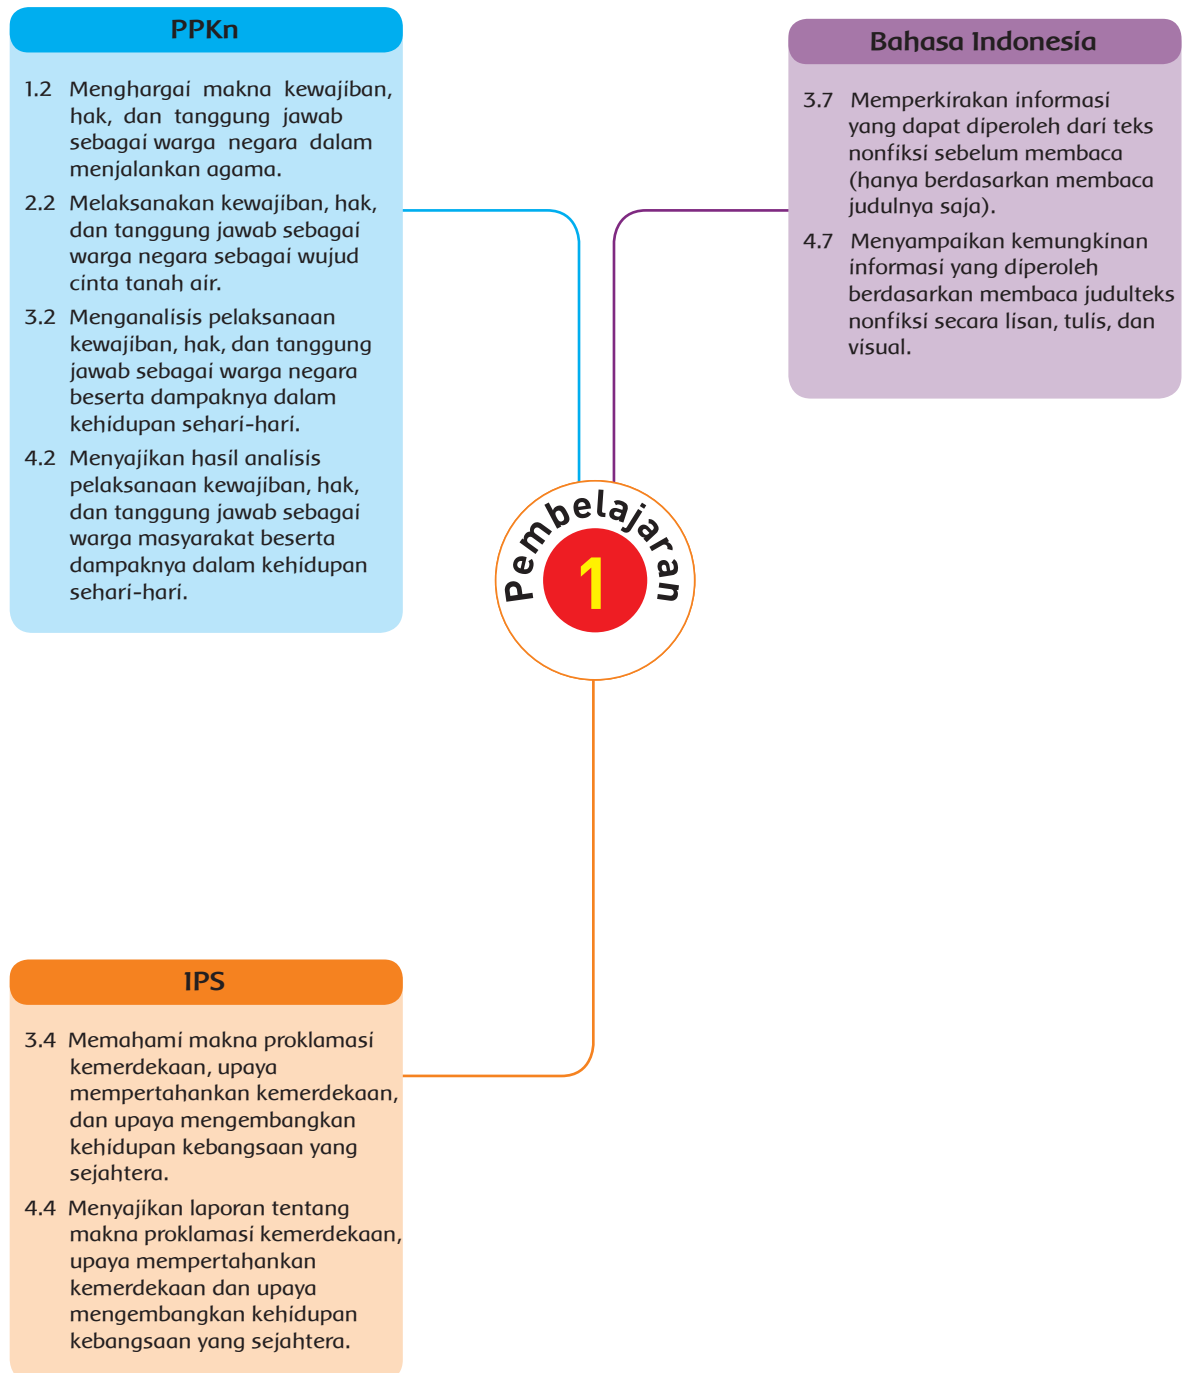 PPKn
1.2 Menghargai makna kewajiban,
hak, dan tanggung jawab
sebagai warga negara dalam
menjalankan agama.
2.2 Melaksanakan kewajiban, hak,
dan tanggung jawab sebagai
warga negara sebagai wujud
cinta tanah air.
3.2 Menganalisis pelaksanaan
kewajiban, hak, dan tanggung
jawab sebagai warga negara
beserta dampaknya dalam
kehidupan sehari-hari.
4.2 Menyajikan hasil analisis
pelaksanaan kewajiban, hak,
dan tanggung jawab sebagai
warga masyarakat beserta
dampaknya dalam kehidupan
sehari-hari.
Bahasa Indonesia
3.7 Memperkirakan informasi
yang dapat diperoleh dari teks
nonfiksi sebelum membaca
(hanya berdasarkan membaca
judulnya saja).
4.7 Menyampaikan kemungkinan
informasi yang diperoleh
berdasarkan membaca judulteks
nonfiksi secara lisan, tulis, dan
visual.
Pembelajaran
1
IPS
3.4 Memahami makna proklamasi
kemerdekaan, upaya
mempertahankan kemerdekaan,
dan upaya mengembangkan
kehidupan kebangsaan yang
sejahtera.
4.4 Menyajikan laporan tentang
makna proklamasi kemerdekaan,
upaya mempertahankan
kemerdekaan dan upaya
mengembangkan kehidupan
kebangsaan yang sejahtera.